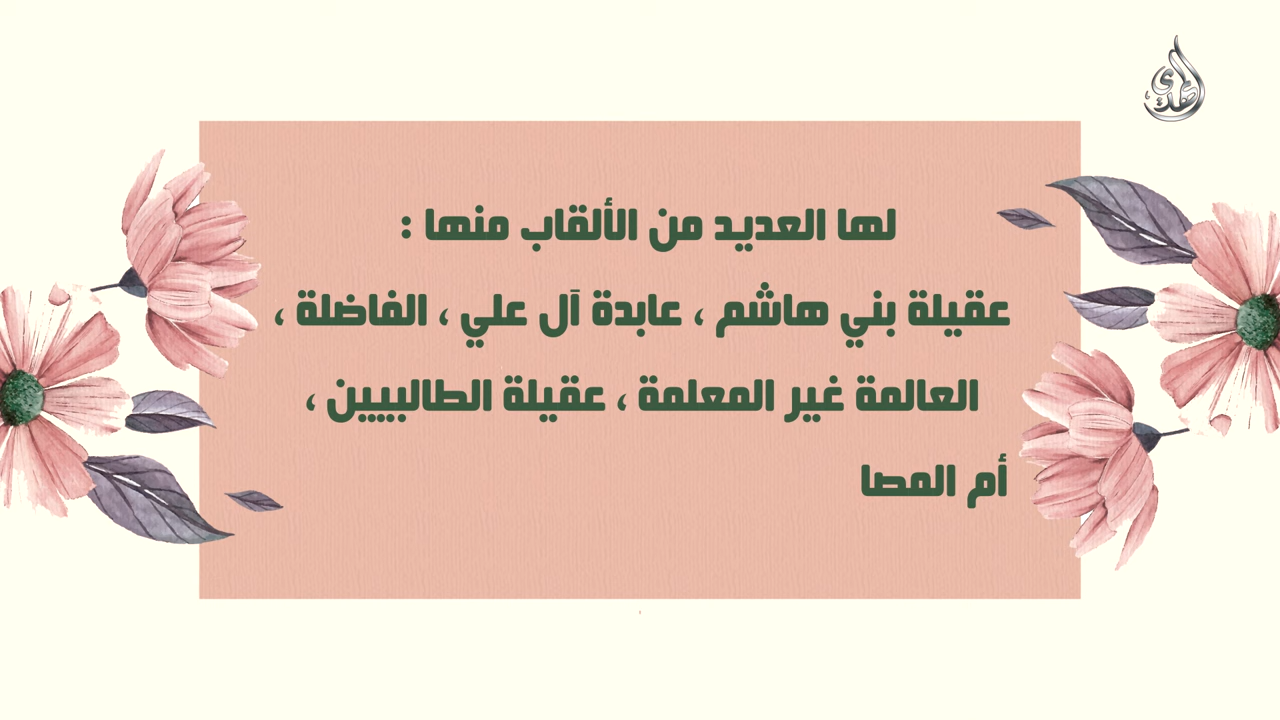 المهدي
لها العديد من الألقاب منها :
عقيلة بني هاشم ، عابدة آل علي ، الفاضلة ،
العالمة غير المعلمة ، عقيلة الطالبيين ،
أم المصا